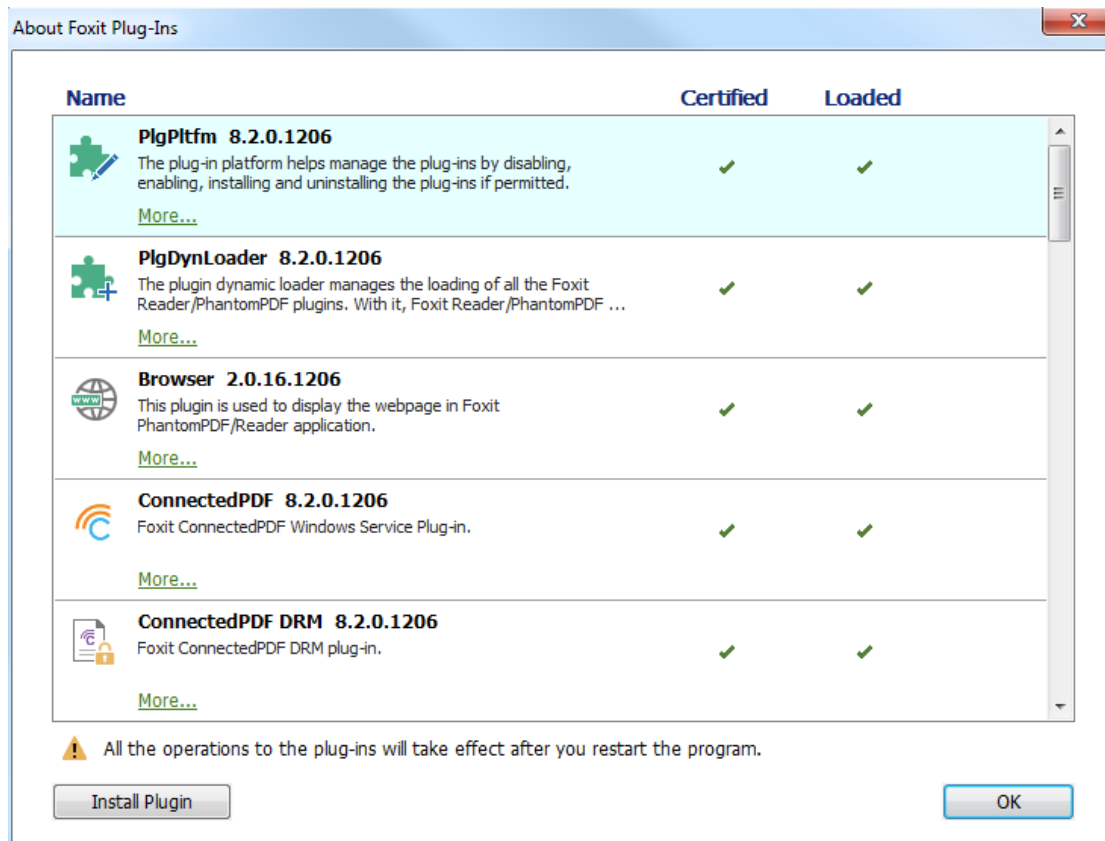 About Foxit Plug-Ins
Name Certified Loaded
PlgPltfm 8.2.0.1206
The plug-in platform helps manage the plug-ins by disabling,
enabling, installing and uninstalling the plug-ins if permitted.
More...
PlgDynLoader 8.2.0.1206
The plugin dynamic loader manages the loading of all the Foxit
Reader/PhantomPDF plugins. With it, Foxit Reader/PhantomPDF ...
More...
Browser 2.0.16.1206
www
This plugin is used to display the webpage in Foxit
PhantomPDF/Reader application.
More...
ConnectedPDF 8.2.0.1206
Foxit ConnectedPDF Windows Service Plug-in.
More...
ConnectedPDF DRM 8.2.0.1206
Foxit ConnectedPDF DRM plug-in.
More...
All the operations to the plug-ins will take effect after you restart the program.
Install Plugin OK